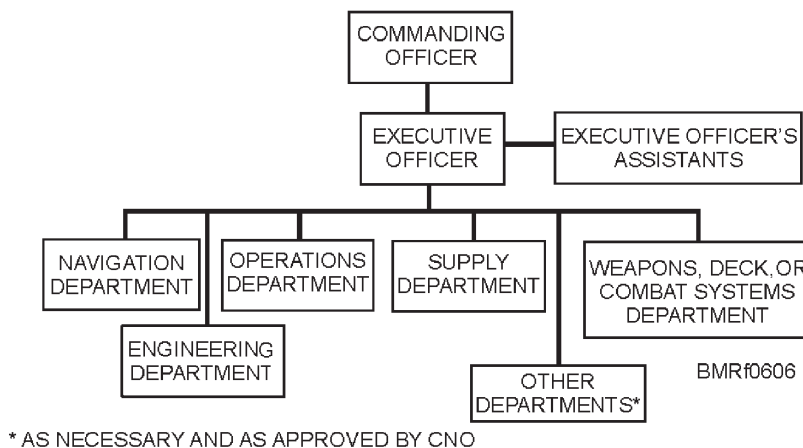 COMMANDING
OFFICER
EXECUTIVE
OFFICER
EXECUTIVE OFFICER'S
ASSISTANTS
NAVIGATION
DEPARTMENT
OPERATIONS
DEPARTMENT
SUPPLY
DEPARTMENT
WEAPONS, DECK, OR
COMBAT SYSTEMS
DEPARTMENT
ENGINEERING
DEPARTMENT
OTHER
DEPARTMENTS*
BMRf0606
* AS NECESSARY AND AS APPROVED BY CNO